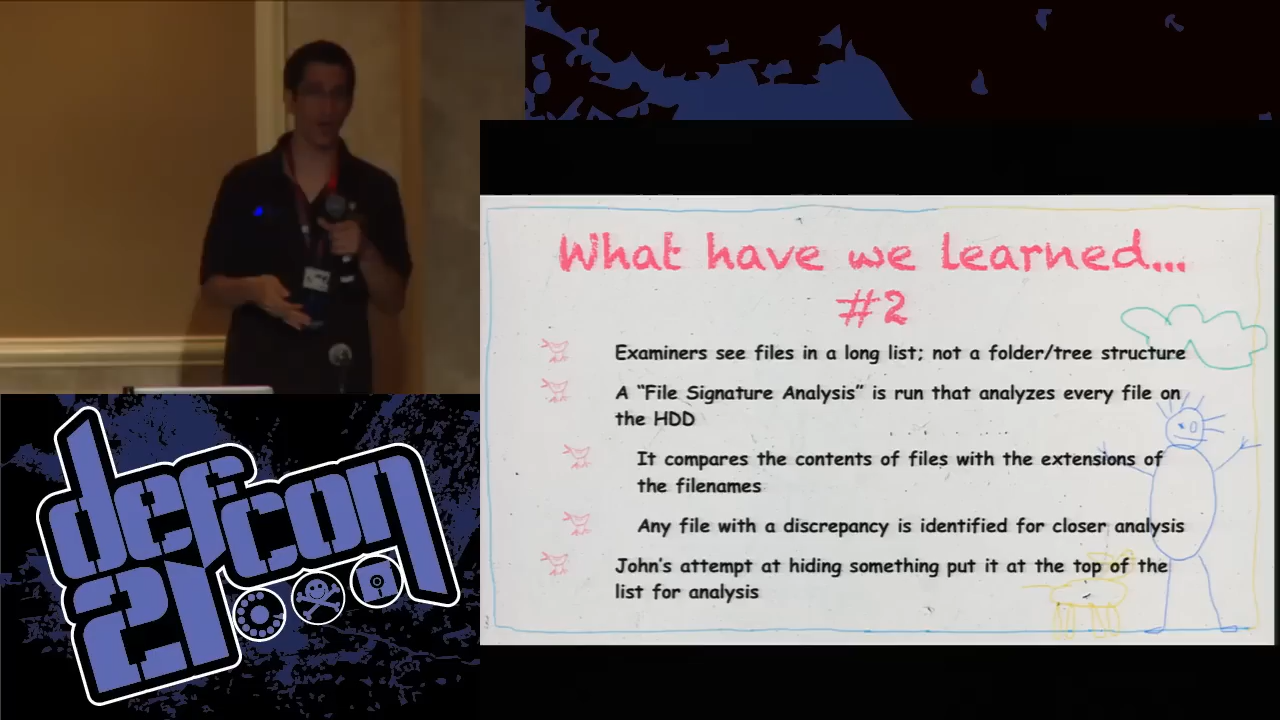 What have we learned...
#2
Examiners see files in a long list; not a folder/tree structure
A “File Signature Analysis” is run that analyzes every file on
the HDD
It compares the contents of files with the extensions of
the filenames
Any file with a discrepancy is identified for closer analysis
John's attempt at hiding something put it at the top of the
list for analysis
defcon
21